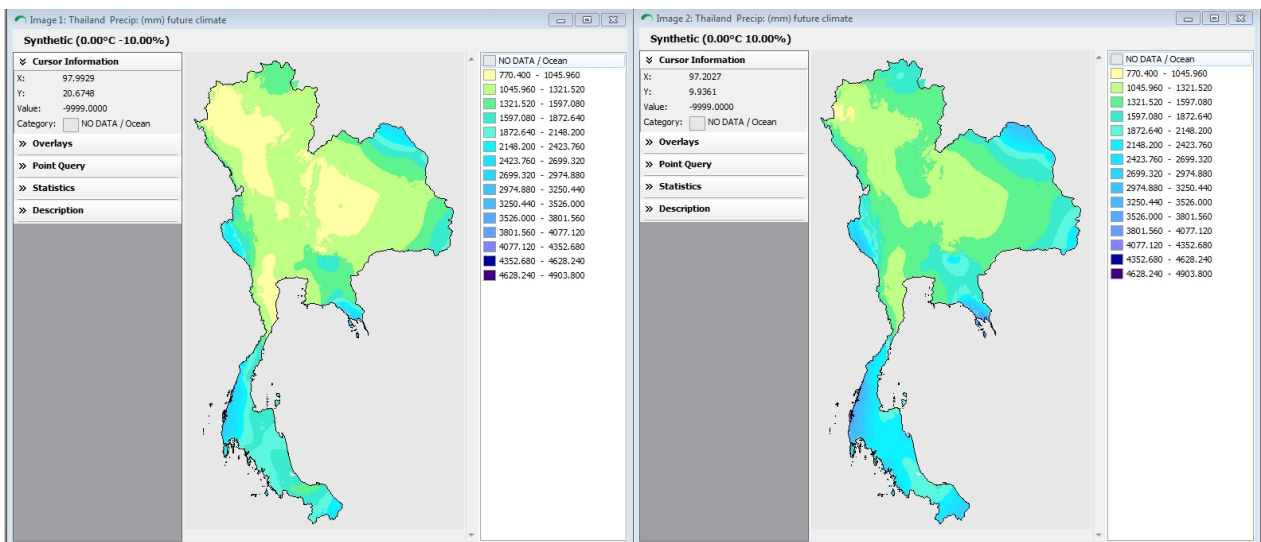 Image 1: Thailand Precip: (mm) future climate
Synthetic (0.00°C -10.00%)
Cursor Information
X: 97.9929
Y: 20.6748
Value: -9999.0000
Category: NO DATA / Ocean
Overlays
Point Query
Statistics
Description
NO DATA / Ocean
770.400 - 1045.960
1045.960 - 1321.520
1321.520 - 1597.080
1597.080 - 1872.640
1872.640 - 2148.200
2148.200 - 2423.760
2423.760 - 2699.320
2699.320 - 2974.880
2974.880 - 3250.440
3250.440 - 3526.000
3526.000 - 3801.560
3801.560 - 4077.120
4077.120 - 4352.680
4352.680 - 4628.240
4628.240 - 4903.800
Image 2: Thailand Precip: (mm) future climate
Synthetic (0.00°C 10.00%)
Cursor Information
X: 97.2027
Y: 9.9361
Value: -9999.0000
Category: NO DATA / Ocean
Overlays
Point Query
Statistics
Description
NO DATA / Ocean
770.400 - 1045.960
1045.960 - 1321.520
1321.520 - 1597.080
1597.080 - 1872.640
1872.640 - 2148.200
2148.200 - 2423.760
2423.760 - 2699.320
2699.320 - 2974.880
2974.880 - 3250.440
3250.440 - 3526.000
3526.000 - 3801.560
3801.560 - 4077.120
4077.120 - 4352.680
4352.680 - 4628.240
4628.240 - 4903.800